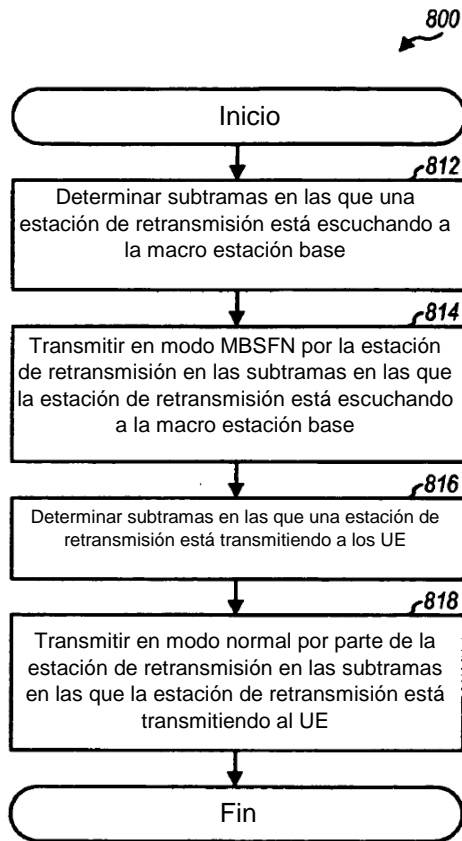 800
Inicio
812
Determinar subtramas en las que una
estación de retransmisión está escuchando a
la macro estación base
814
Transmitir en modo MBSFN por la estación
de retransmisión en las subtramas en las que
la estación de retransmisión está escuchando
a la macro estación base
816
Determinar subtramas en las que una estación de
retransmisión está transmitiendo a los UE
818
Transmitir en modo normal por parte de la
estación de retransmisión en las subtramas
en las que la estación de retransmisión está
transmitiendo al UE
Fin